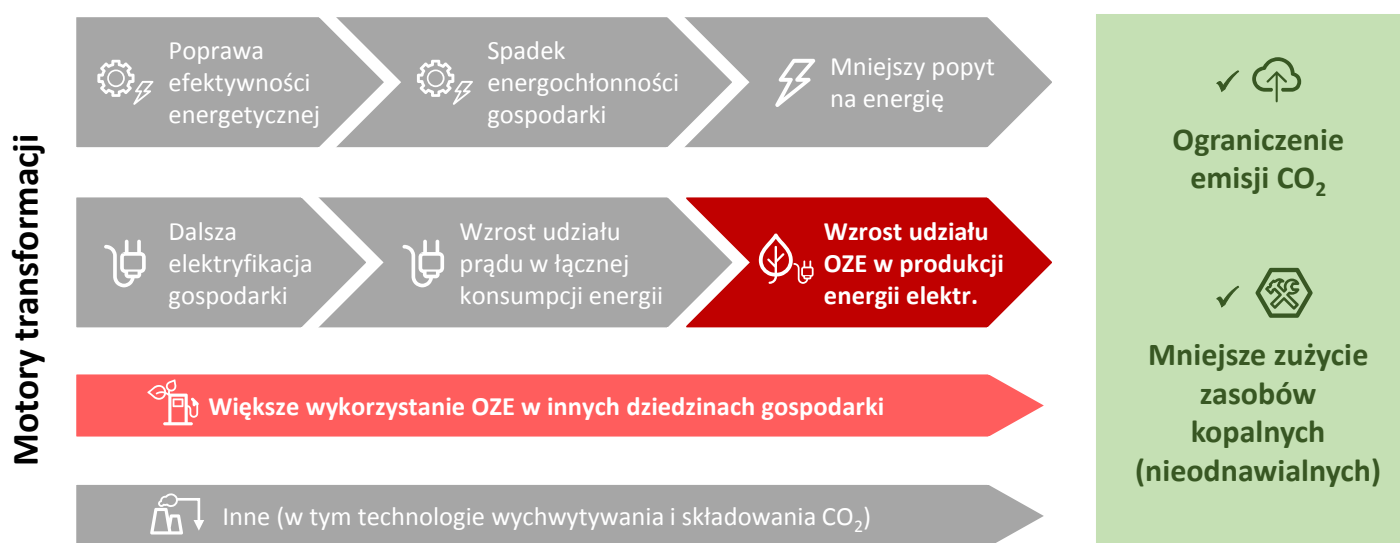 Motory transformacji
Poprawa
efektywności
energetycznej
Spadek
energochłonności
gospodarki
Mniejszy popyt
na energię
Dalsza
elektryfikacja
gospodarki
Wzrost udziału
prądu w łącznej
konsumpcji energii
Wzrost udziału
OZE w produkcji
energii elektr.
Większe wykorzystanie OZE w innych dziedzinach gospodarki
Inne (w tym technologie wychwytywania i składowania CO₂)
Ograniczenie
emisji CO₂
Mniejsze zużycie
zasobów
kopalnych
(nieodnawialnych)